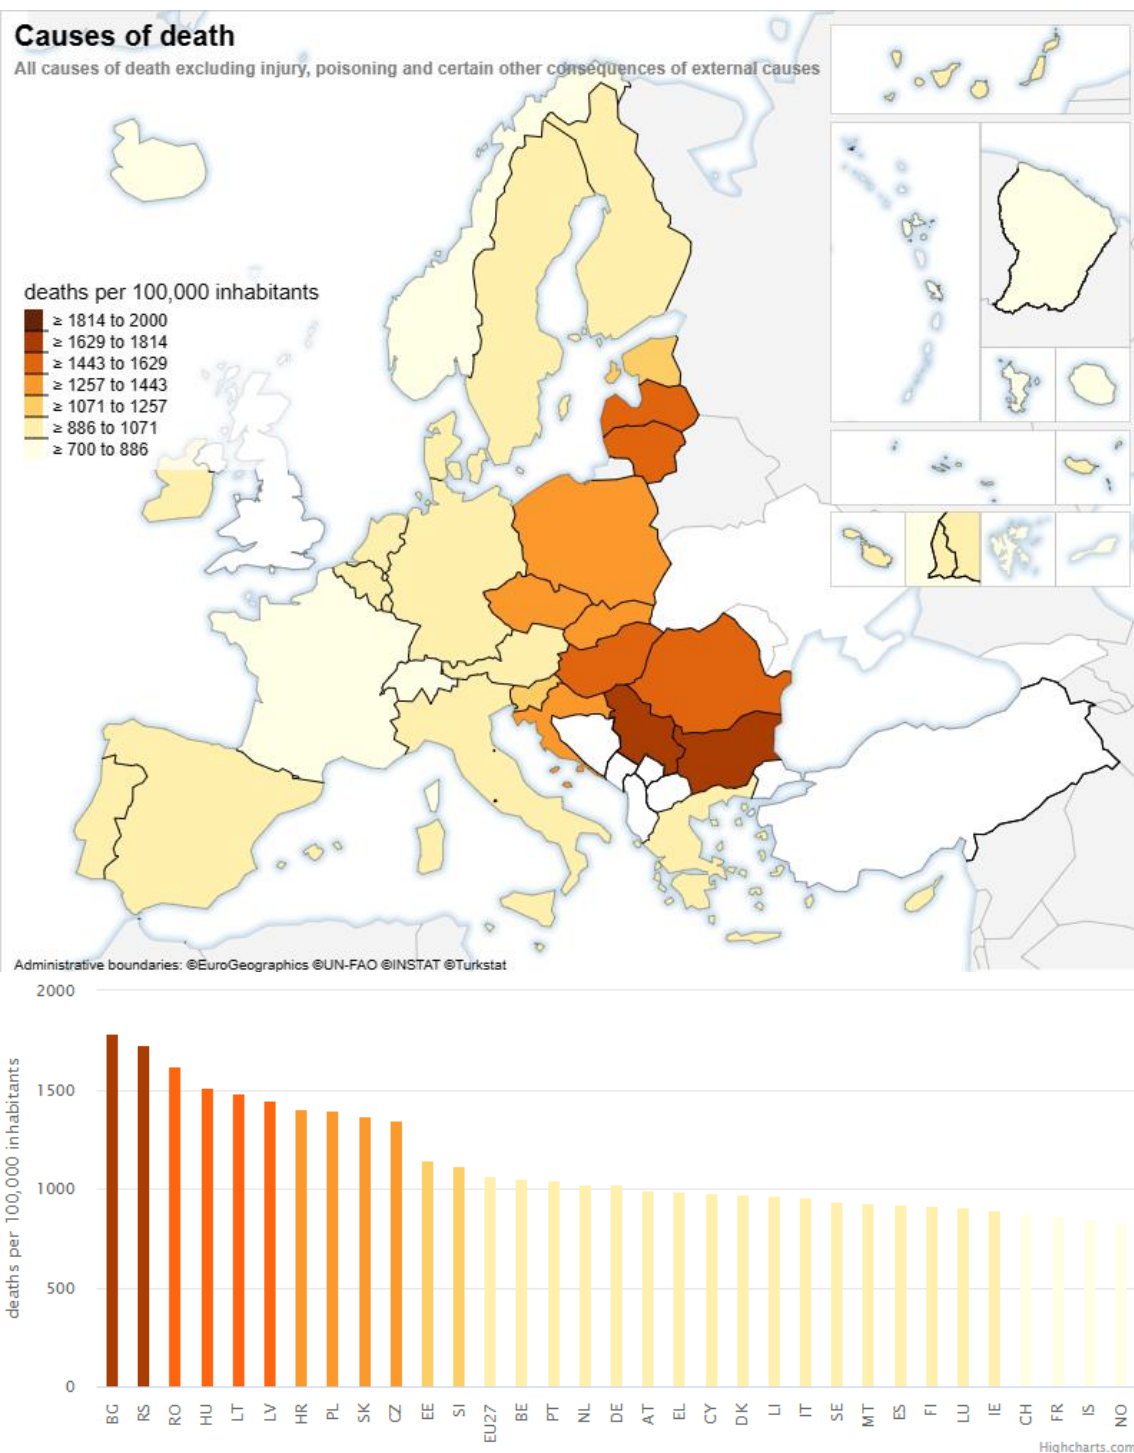 Causes of death
All causes of death excluding injury, poisoning and certain other consequences of external causes
deaths per 100,000 inhabitants
≥ 1814 to 2000
≥ 1629 to 1814
≥ 1443 to 1629
≥ 1257 to 1443
≥ 1071 to 1257
≥ 886 to 1071
≥ 700 to 886
Administrative boundaries: ©EuroGeographics ©UN-FAO ©INSTAT ©Turkstat
deaths per 100,000 inhabitants
2000
1500
1000
500
0
BG RS RO HU LT LV HR PL SK CZ EE SI EU27 BE PT NL DE AT EL CY DK LI IT SE MT ES FI LU IE CH FR IS NO
Highcharts.com